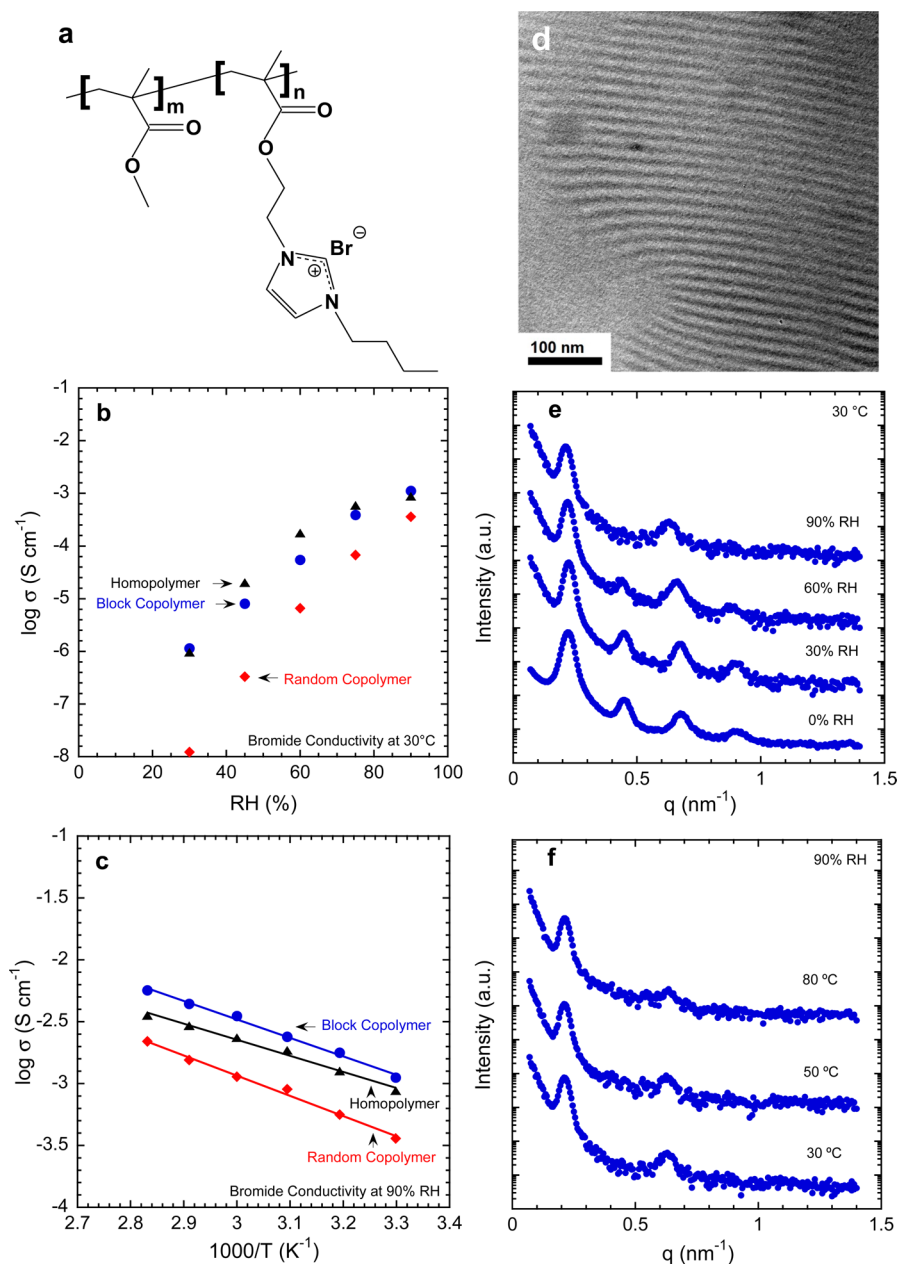 a
[ ]m [ ]n
O
O
O
O
Br ⊖
N
⊕
N
d
100 nm
b
-1
-2
-3
-4
-5
-6
-7
-8
log σ (S cm⁻¹)
Homopolymer
Block Copolymer
Random Copolymer
Bromide Conductivity at 30°C
0 20 40 60 80 100
RH (%)
e
30 °C
90% RH
60% RH
30% RH
0% RH
Intensity (a.u.)
0 0.5 1 1.5
q (nm⁻¹)
c
-1
-1.5
-2
-2.5
-3
-3.5
-4
log σ (S cm⁻¹)
Block Copolymer
Homopolymer
Random Copolymer
Bromide Conductivity at 90% RH
2.7 2.8 2.9 3 3.1 3.2 3.3 3.4
1000/T (K⁻¹)
f
90% RH
80 ºC
50 ºC
30 ºC
Intensity (a.u.)
0 0.5 1 1.5
q (nm⁻¹)